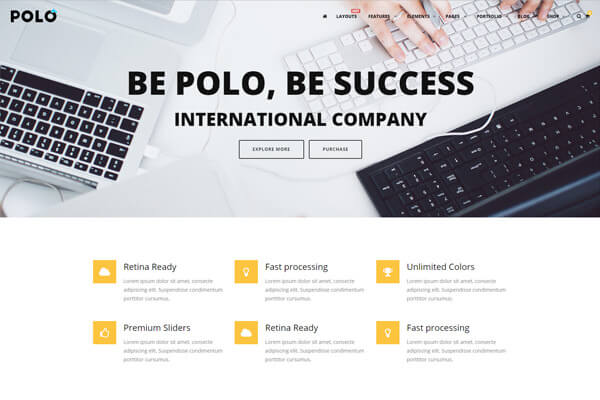 POLO
LAYOUTS
FEATURES
ELEMENTS
PAGES
PORTFOLIO
BLOG
SHOP
BE POLO, BE SUCCESS
INTERNATIONAL COMPANY
EXPLORE MORE
PURCHASE
Retina Ready
Lorem ipsum dolor sit amet, consecte
adipiscing elit. Suspendisse condimentum
porttitor cursumus.
Fast processing
Lorem ipsum dolor sit amet, consecte
adipiscing elit. Suspendisse condimentum
porttitor cursumus.
Unlimited Colors
Lorem ipsum dolor sit amet, consecte
adipiscing elit. Suspendisse condimentum
porttitor cursumus.
Premium Sliders
Lorem ipsum dolor sit amet, consecte
adipiscing elit. Suspendisse condimentum
porttitor cursumus.
Retina Ready
Lorem ipsum dolor sit amet, consecte
adipiscing elit. Suspendisse condimentum
porttitor cursumus.
Fast processing
Lorem ipsum dolor sit amet, consecte
adipiscing elit. Suspendisse condimentum
porttitor cursumus.